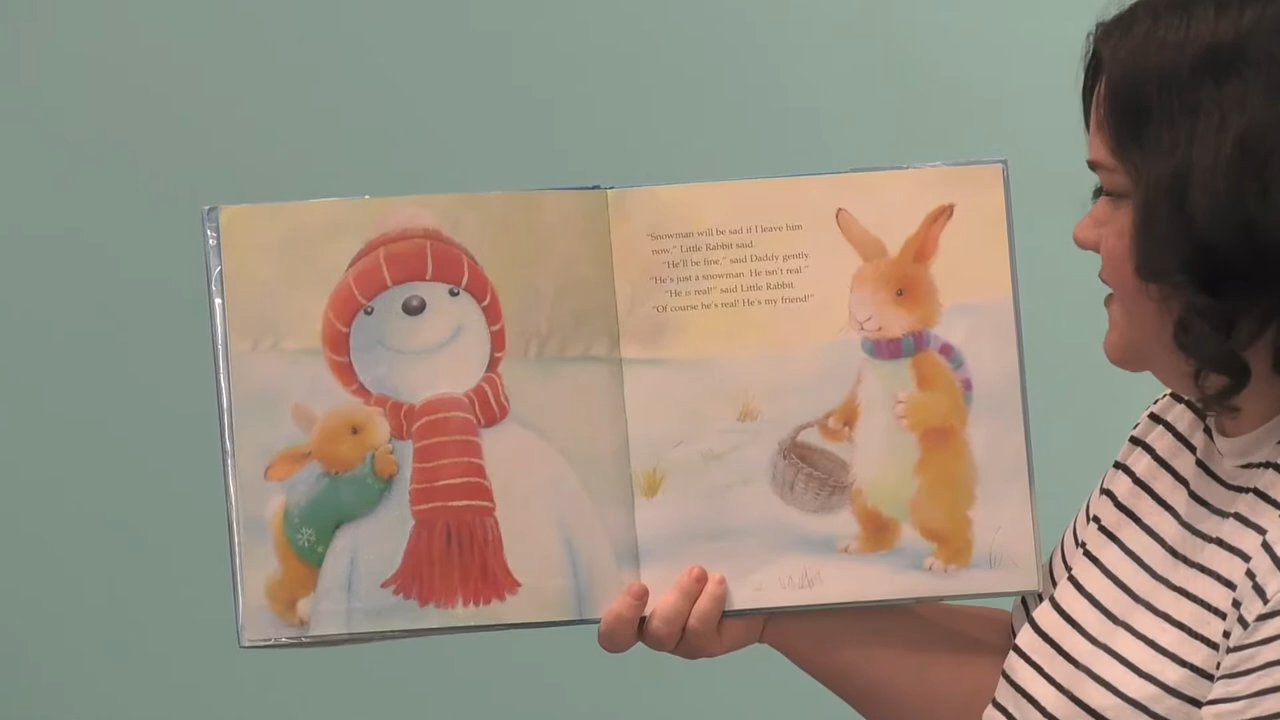 “Snowman will be sad if I leave him
now,” Little Rabbit said.
“He’ll be fine,” said Daddy gently.
“He’s just a snowman. He isn’t real.”
“He is real!” said Little Rabbit.
“Of course he’s real! He’s my friend!”